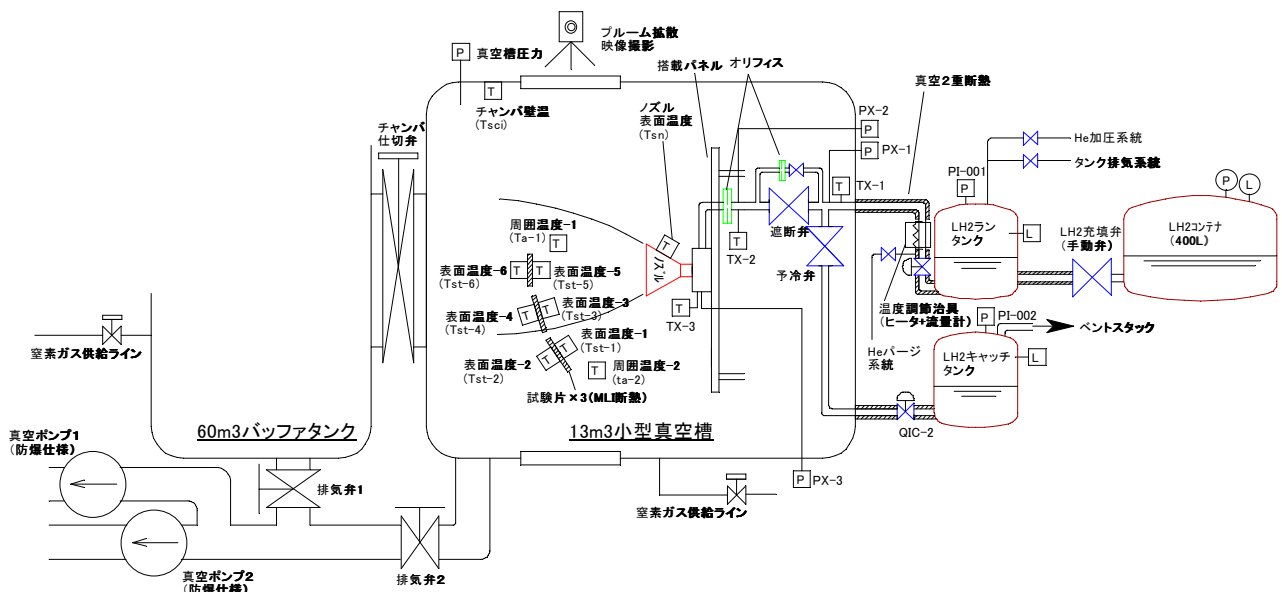 プルーム拡散
映像撮影
P
真空槽圧力
T
チャンバ壁温
(Tsci)
チャンバ
仕切弁
ノズル
表面温度
(Tsn)
搭載パネル
オリフィス
真空2重断熱
PX-2
P
PX-1
P
T
TX-1
He加圧系統
タンク排気系統
PI-001
P
P
L
LH2ラン
タンク
L
LH2充填弁
(手動弁)
LH2コンテナ
(400L)
周囲温度-1
(Ta-1)
T
T
ノズル
T
TX-2
遮断弁
予冷弁
表面温度-6
(Tst-6)
T
T
表面温度-5
(Tst-5)
表面温度-4
(Tst-4)
T
T
表面温度-3
(Tst-3)
T
TX-3
温度調節治具
(ヒータ+流量計)
P
PI-002
ベントスタック
Heパージ
系統
LH2キャッチ
タンク
L
表面温度-2
(Tst-2)
T
T
表面温度-1
(Tst-1)
T
周囲温度-2
(ta-2)
試験片×3(MLI断熱)
窒素ガス供給ライン
60m3バッファタンク
13m3小型真空槽
QIC-2
真空ポンプ1
(防爆仕様)
排気弁1
P
PX-3
窒素ガス供給ライン
真空ポンプ2
(防爆仕様)
排気弁2